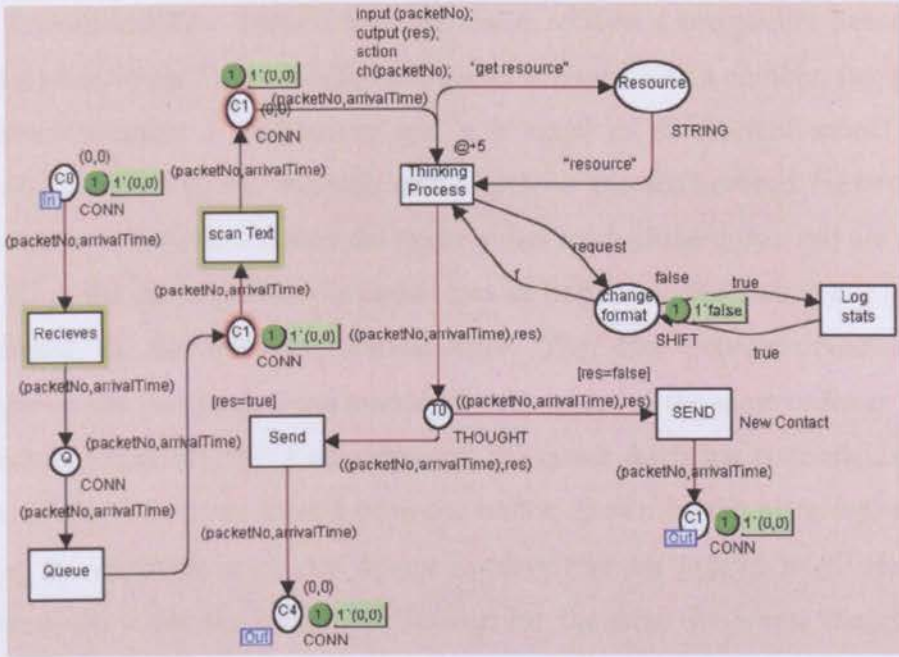 input (packetNo);
cutput (res);
action
ch(packetNo);
"get resource"
Resource
STRING
"resource"
1 1`(0,0)
C1
(0,0)
(packetNo,arrivalTime)
CONN
@+5
Thinking
Process
(0,0)
C0
In
1 1`(0,0)
CONN
(packetNo,arrivalTime)
(packetNo,arrivalTime)
scan Text
request
f
false
true
change
format
1 1`false
SHIFT
Log
stats
true
(packetNo,arrivalTime)
Recieves
C1
1 1`(0,0)
CONN
((packetNo,arrivalTime),res)
(packetNo,arrivalTime)
[res=true]
[res=false]
(packetNo,arrivalTime)
Send
T0
((packetNo,arrivalTime),res)
SEND
New Contact
Q
CONN
THOUGHT
((packetNo,arrivalTime),res)
(packetNo,arrivalTime)
(packetNo,arrivalTime)
(packetNo,arrivalTime)
Queue
C1
Out
1 1`(0,0)
CONN
(0,0)
C4
Out
1 1`(0,0)
CONN